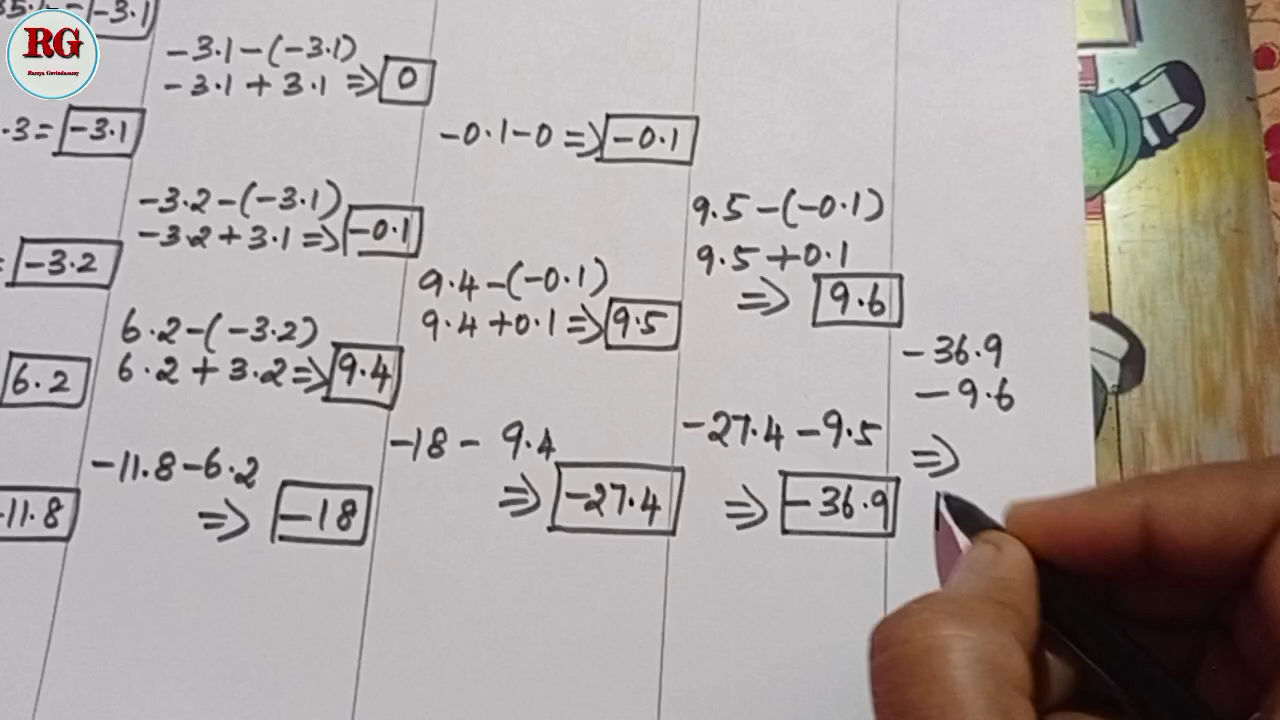 RG
Ramya Govindasamy
-3.1
-3.1-(-3.1)
-3.1+3.1 ⇒ 0
.3 = -3.1
-0.1-0 ⇒ -0.1
-3.2-(-3.1)
-3.2+3.1 ⇒ -0.1
9.5-(-0.1)
9.5+0.1
⇒ 9.6
= -3.2
9.4-(-0.1)
9.4+0.1 ⇒ 9.5
6.2-(-3.2)
6.2+3.2 ⇒ 9.4
6.2
-36.9
-9.6
⇒
-18- 9.4
⇒ -27.4
-27.4-9.5
⇒ -36.9
-11.8-6.2
⇒ -18
-11.8